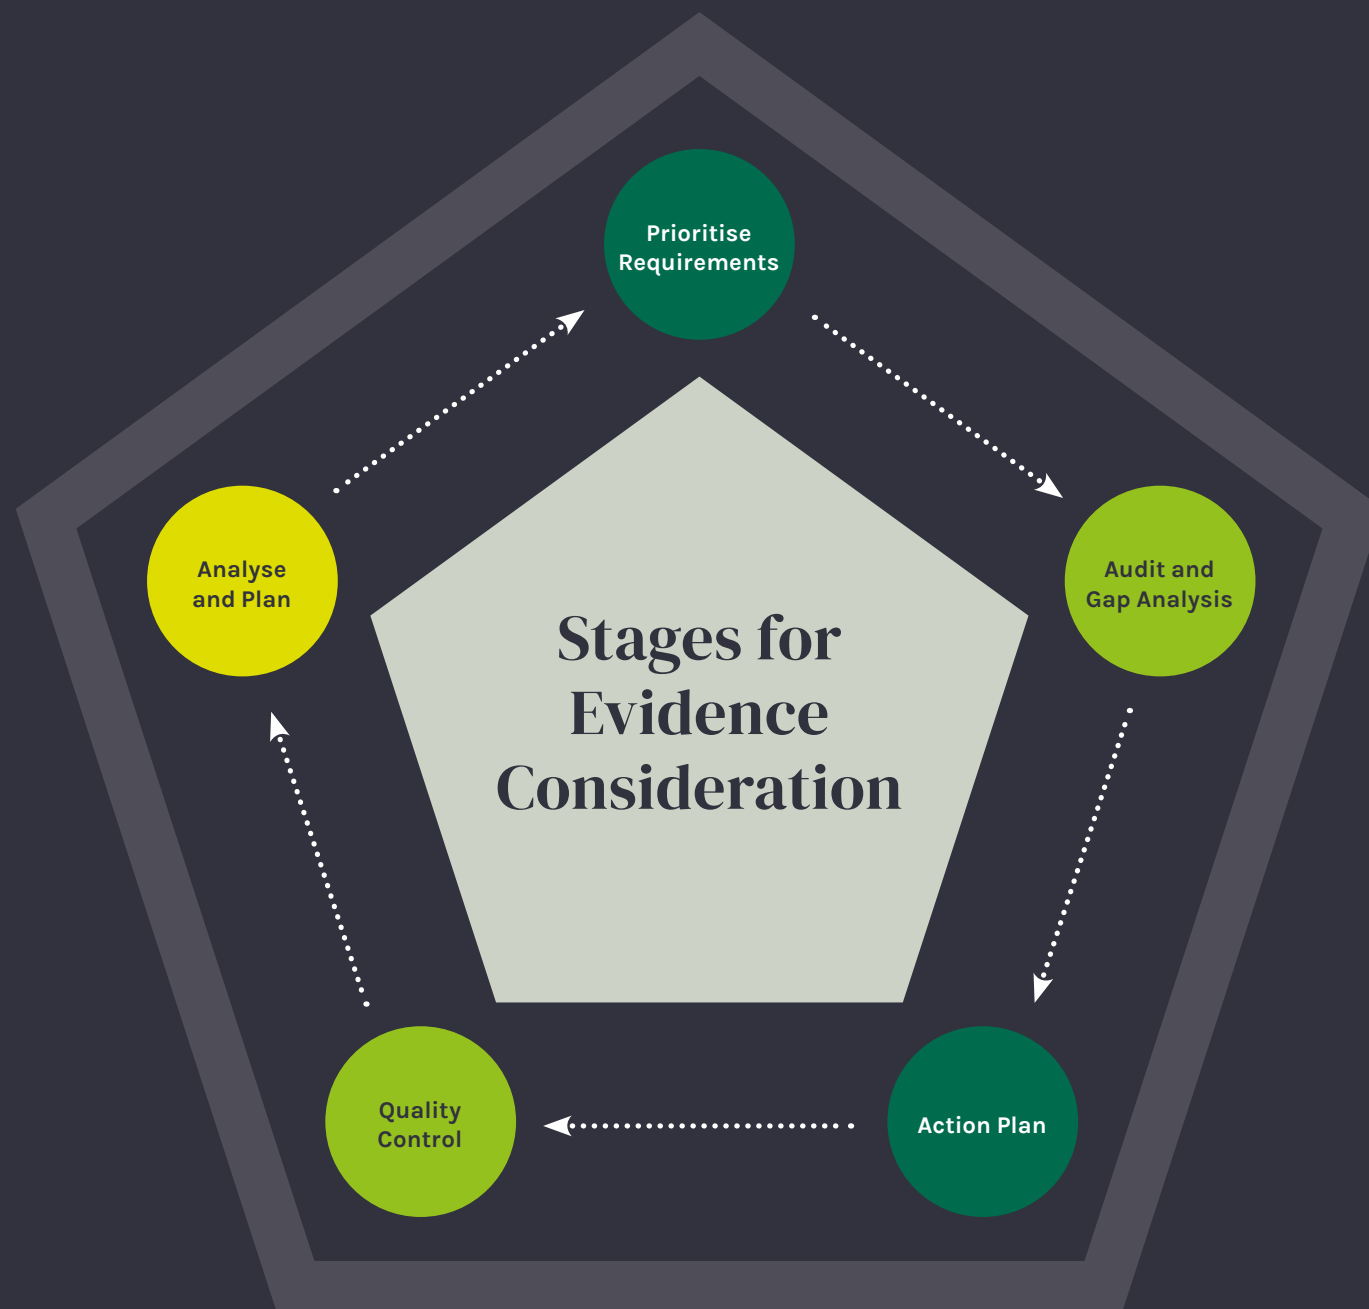 Prioritise
Requirements
Analyse
and Plan
Audit and
Gap Analysis
Stages for
Evidence
Consideration
Quality
Control
Action Plan